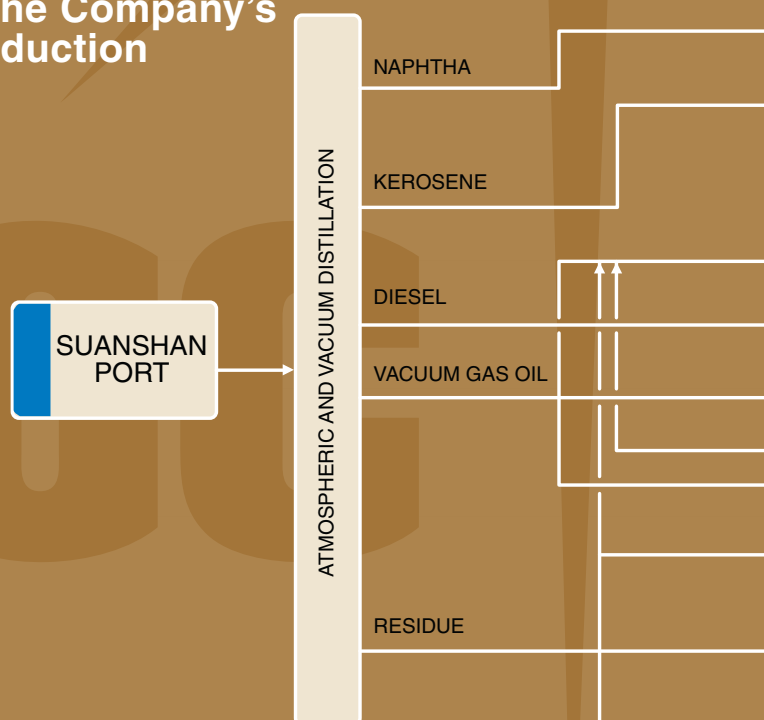 he Company's
duction
NAPHTHA
KEROSENE
ATMOSPHERIC AND VACUUM DISTILLATION
DIESEL
SUANSHAN
PORT
VACUUM GAS OIL
RESIDUE